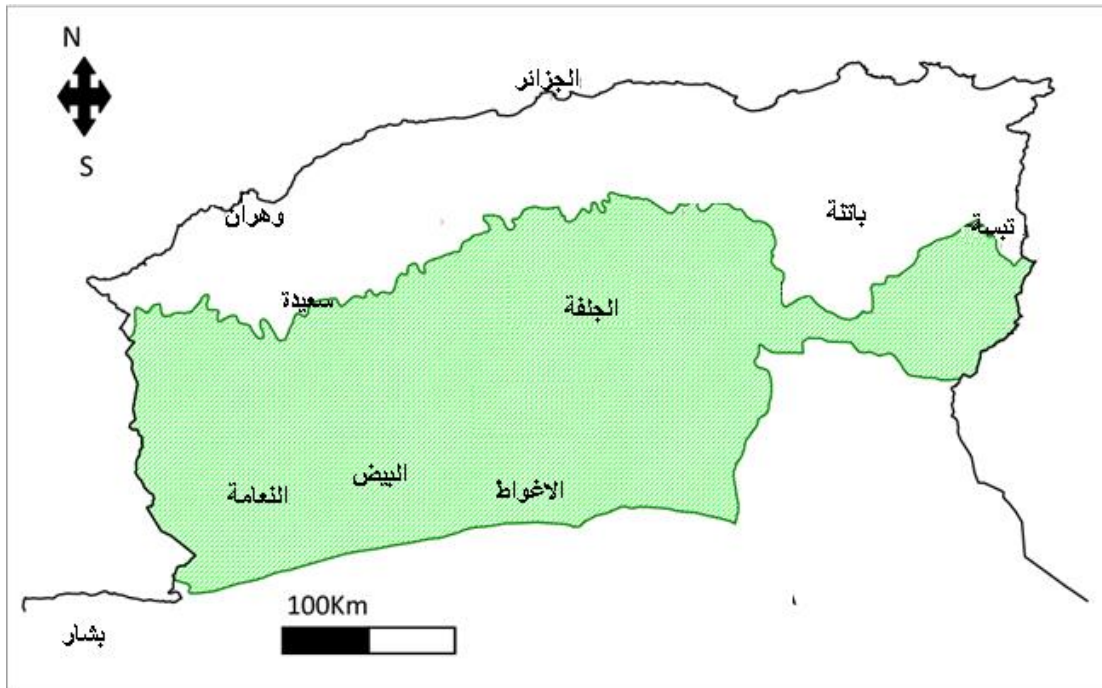 N
الجزائر
S
وهران
باتنة
تبسة
سعيدة
الجلفة
البيض
النعامة
الاغواط
100Km
بشار